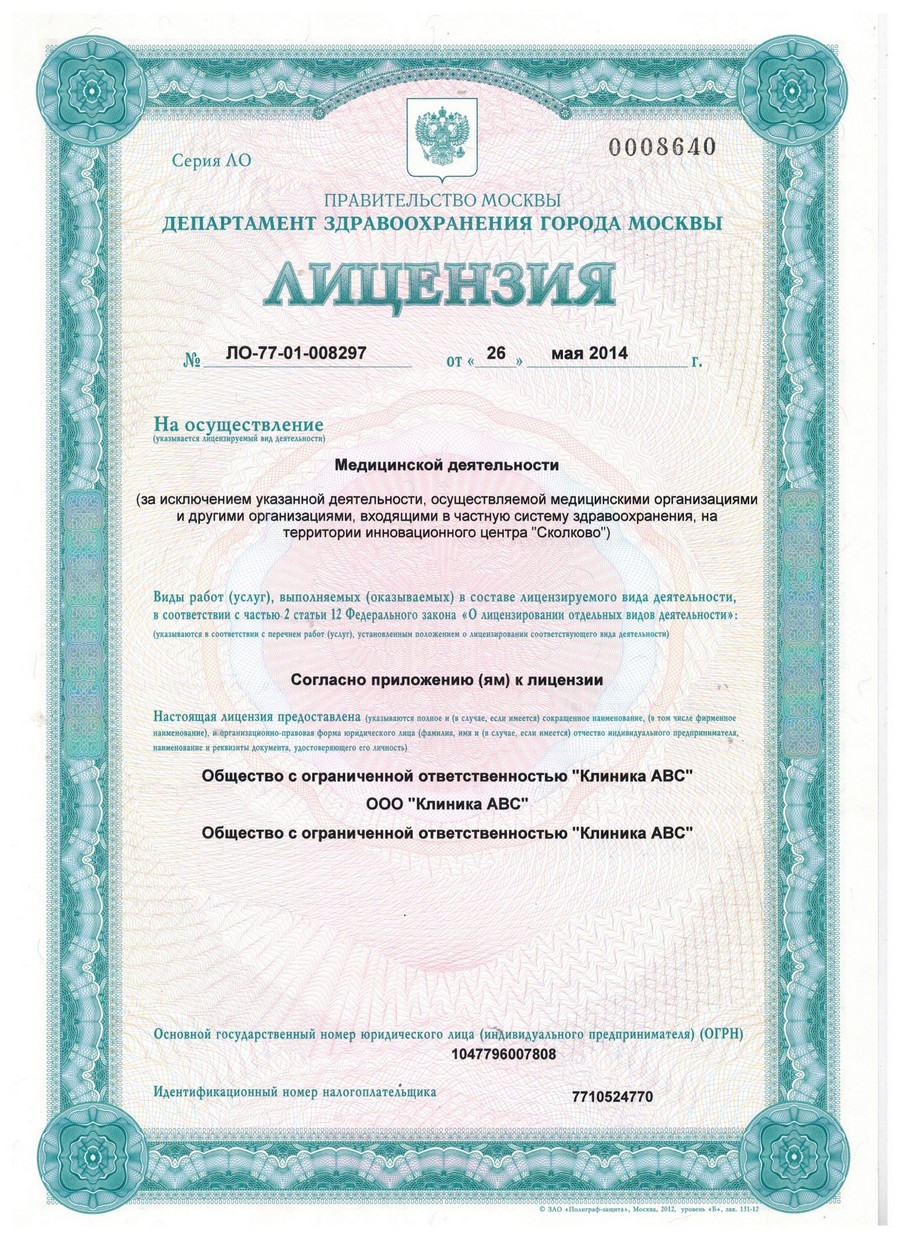 Серия ЛО
0008640
ПРАВИТЕЛЬСТВО МОСКВЫ
ДЕПАРТАМЕНТ ЗДРАВООХРАНЕНИЯ ГОРОДА МОСКВЫ
ЛИЦЕНЗИЯ
№ ЛО-77-01-008297 от « 26 » мая 2014 г.
На осуществление
(указывается лицензируемый вид деятельности)
Медицинской деятельности
(за исключением указанной деятельности, осуществляемой медицинскими организациями
и другими организациями, входящими в частную систему здравоохранения, на
территории инновационного центра "Сколково")
Виды работ (услуг), выполняемых (оказываемых) в составе лицензируемого вида деятельности,
в соответствии с частью 2 статьи 12 Федерального закона «О лицензировании отдельных видов деятельности»:
(указываются в соответствии с перечнем работ (услуг), установленным положением о лицензировании соответствующего вида деятельности)
Согласно приложению (ям) к лицензии
Настоящая лицензия предоставлена (указываются полное и (в случае, если имеется) сокращенное наименование, (в том числе фирменное
наименование), и организационно-правовая форма юридического лица (фамилия, имя и (в случае, если имеется) отчество индивидуального предпринимателя,
наименование и реквизиты документа, удостоверяющего его личность)
Общество с ограниченной ответственностью "Клиника АВС"
ООО "Клиника АВС"
Общество с ограниченной ответственностью "Клиника АВС"
Основной государственный номер юридического лица (индивидуального предпринимателя) (ОГРН)
1047796007808
Идентификационный номер налогоплательщика 7710524770
© ЗАО «Полиграф-защита», Москва, 2012, уровень «Б», зак. 131-12